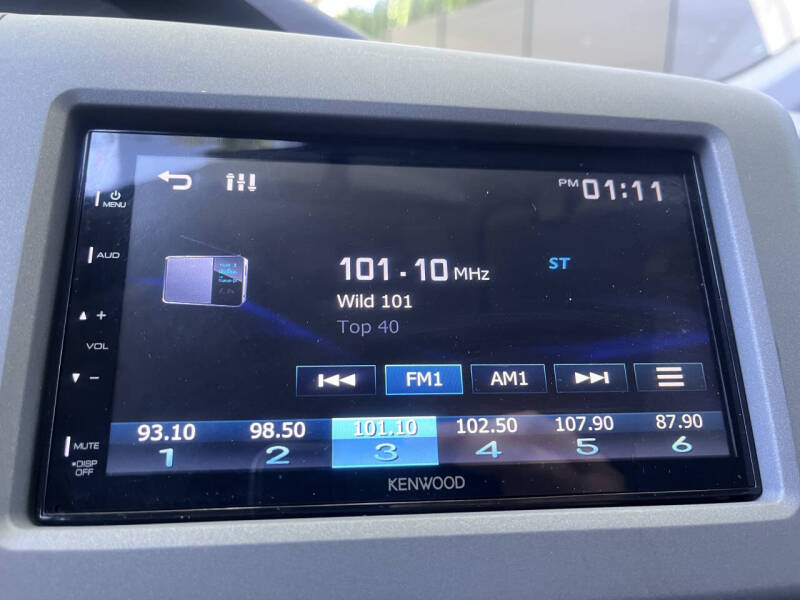 PM 01:11
MENU
AUD
101.10 MHz ST
Wild 101
Top 40
+
VOL
−
FM1 AM1
93.10 98.50 101.10 102.50 107.90 87.90
1 2 3 4 5 6
MUTE
*DISP
OFF
KENWOOD